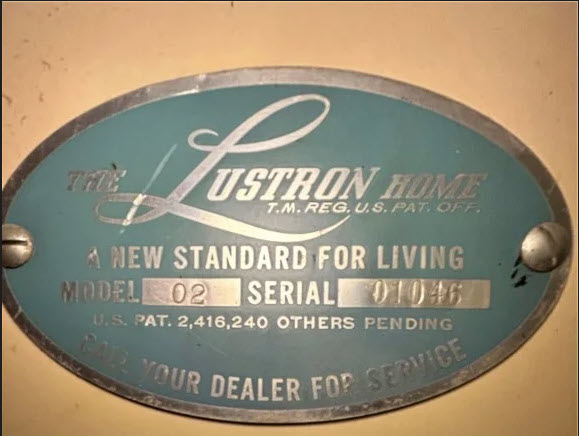 THE LUSTRON HOME
T.M. REG. U.S. PAT. OFF.
A NEW STANDARD FOR LIVING
MODEL 02 SERIAL 01046
U.S. PAT. 2,416,240 OTHERS PENDING
CALL YOUR DEALER FOR SERVICE